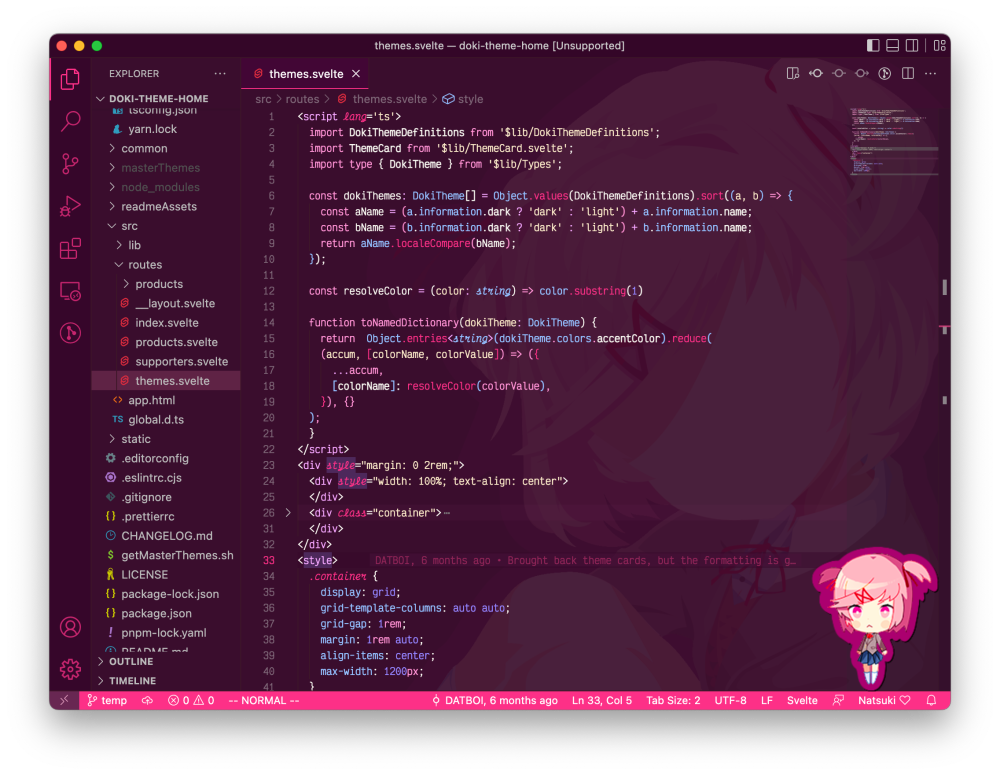 themes.svelte — doki-theme-home [Unsupported]
EXPLORER ···
DOKI-THEME-HOME
tsconfig.json
yarn.lock
common
masterThemes
node_modules
readmeAssets
src
lib
routes
products
__layout.svelte
index.svelte
products.svelte
supporters.svelte
themes.svelte
app.html
TS global.d.ts
static
.editorconfig
.eslintrc.cjs
.gitignore
{} .prettierrc
CHANGELOG.md
$ getMasterThemes.sh
LICENSE
{} package-lock.json
{} package.json
! pnpm-lock.yaml
README.md
OUTLINE
TIMELINE
themes.svelte ×
src > routes > themes.svelte > style
1 <script lang='ts'>
2 import DokiThemeDefinitions from '$lib/DokiThemeDefinitions';
3 import ThemeCard from '$lib/ThemeCard.svelte';
4 import type { DokiTheme } from '$lib/Types';
5
6 const dokiThemes: DokiTheme[] = Object.values(DokiThemeDefinitions).sort((a, b) => {
7 const aName = (a.information.dark ? 'dark' : 'light') + a.information.name;
8 const bName = (b.information.dark ? 'dark' : 'light') + b.information.name;
9 return aName.localeCompare(bName);
10 });
11
12 const resolveColor = (color: string) => color.substring(1)
13
14 function toNamedDictionary(dokiTheme: DokiTheme) {
15 return Object.entries<string>(dokiTheme.colors.accentColor).reduce(
16 (accum, [colorName, colorValue]) => ({
17 ...accum,
18 [colorName]: resolveColor(colorValue),
19 }), {}
20 );
21 }
22 </script>
23 <div style="margin: 0 2rem;">
24 <div style="width: 100%; text-align: center">
25 </div>
26 > <div class="container">⋯
31 </div>
32 </div>
33 <style> DATBOI, 6 months ago • Brought back theme cards, but the formatting is g…
34 .container {
35 display: grid;
36 grid-template-columns: auto auto;
37 grid-gap: 1rem;
38 margin: 1rem auto;
39 align-items: center;
40 max-width: 1200px;
41 }
temp 0 0 -- NORMAL -- DATBOI, 6 months ago Ln 33, Col 5 Tab Size: 2 UTF-8 LF Svelte Natsuki ♡